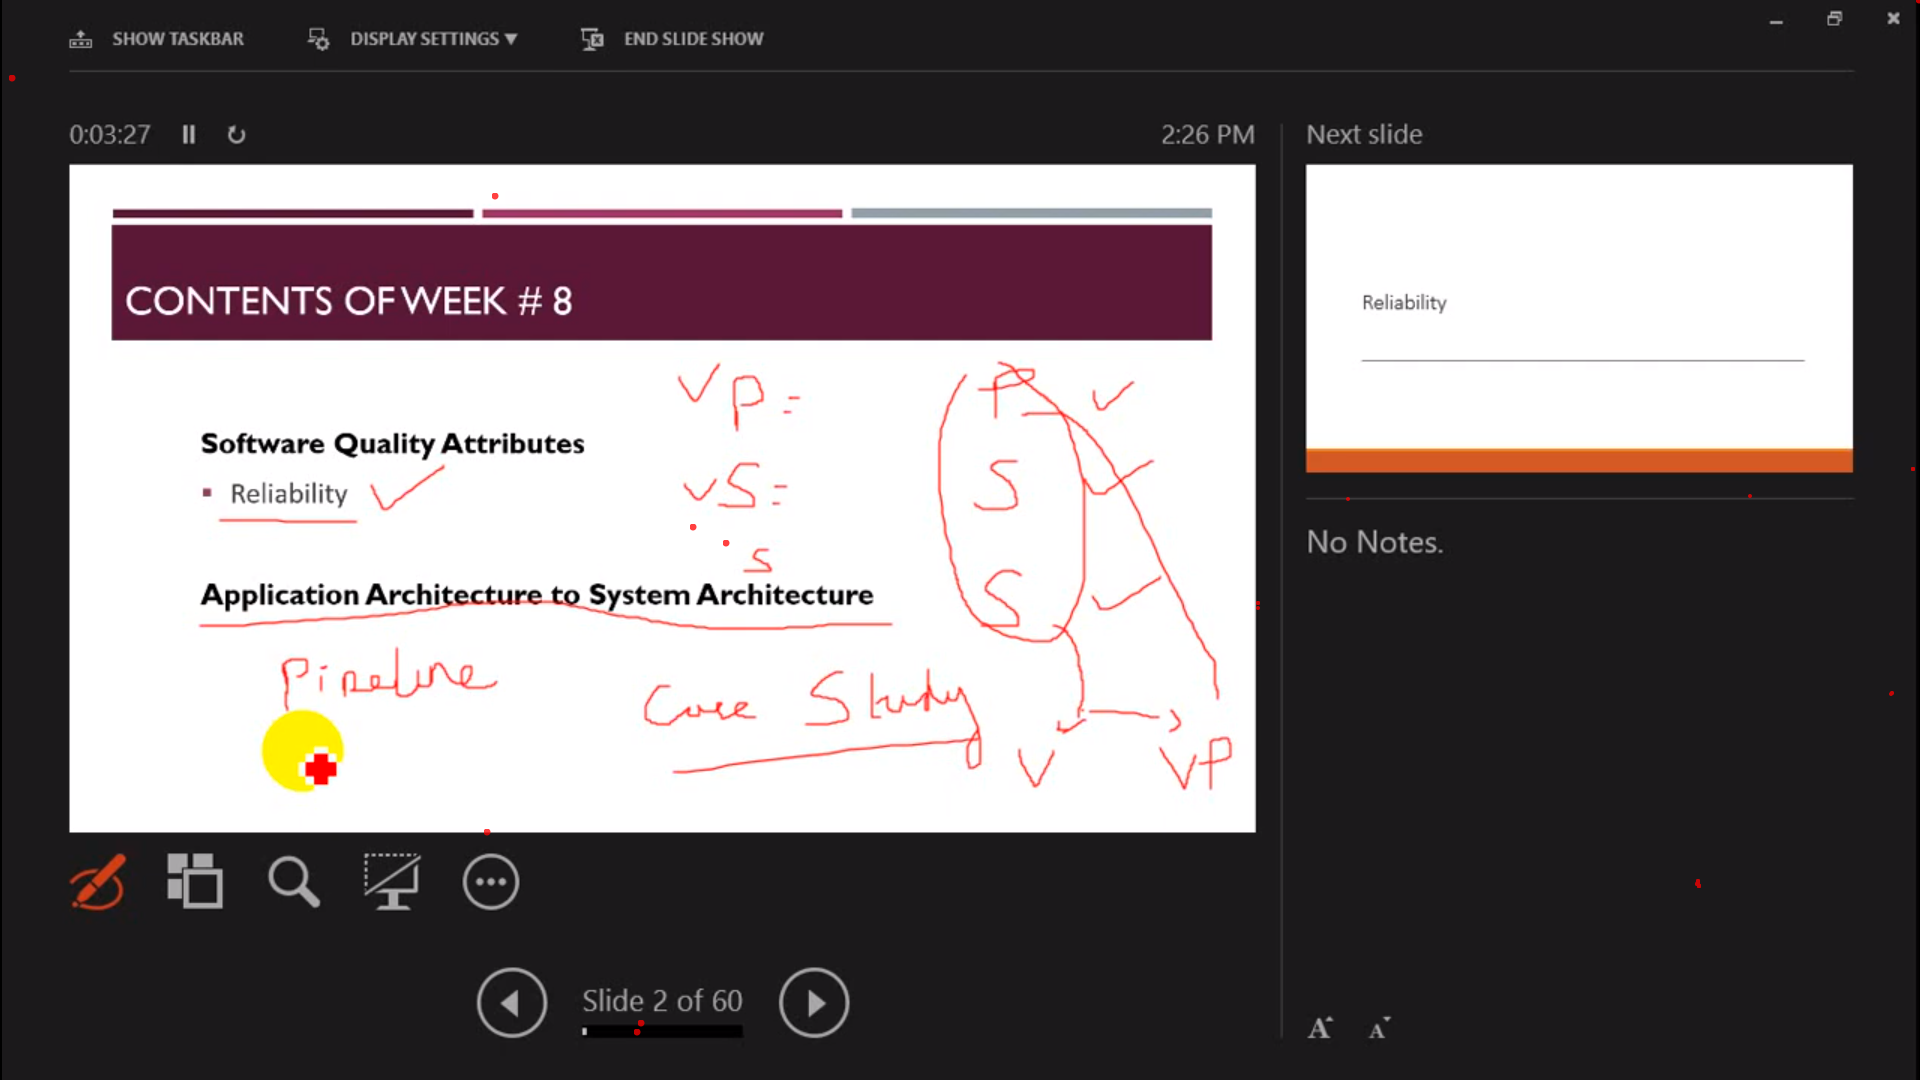 SHOW TASKBAR DISPLAY SETTINGS ▼ END SLIDE SHOW
0:03:27 2:26 PM
CONTENTS OF WEEK # 8
VP=
VS=
S
P
S
S
Software Quality Attributes
▪ Reliability
Application Architecture to System Architecture
Pipeline
Case Study
V VP
Slide 2 of 60
Next slide
Reliability
No Notes.
A A